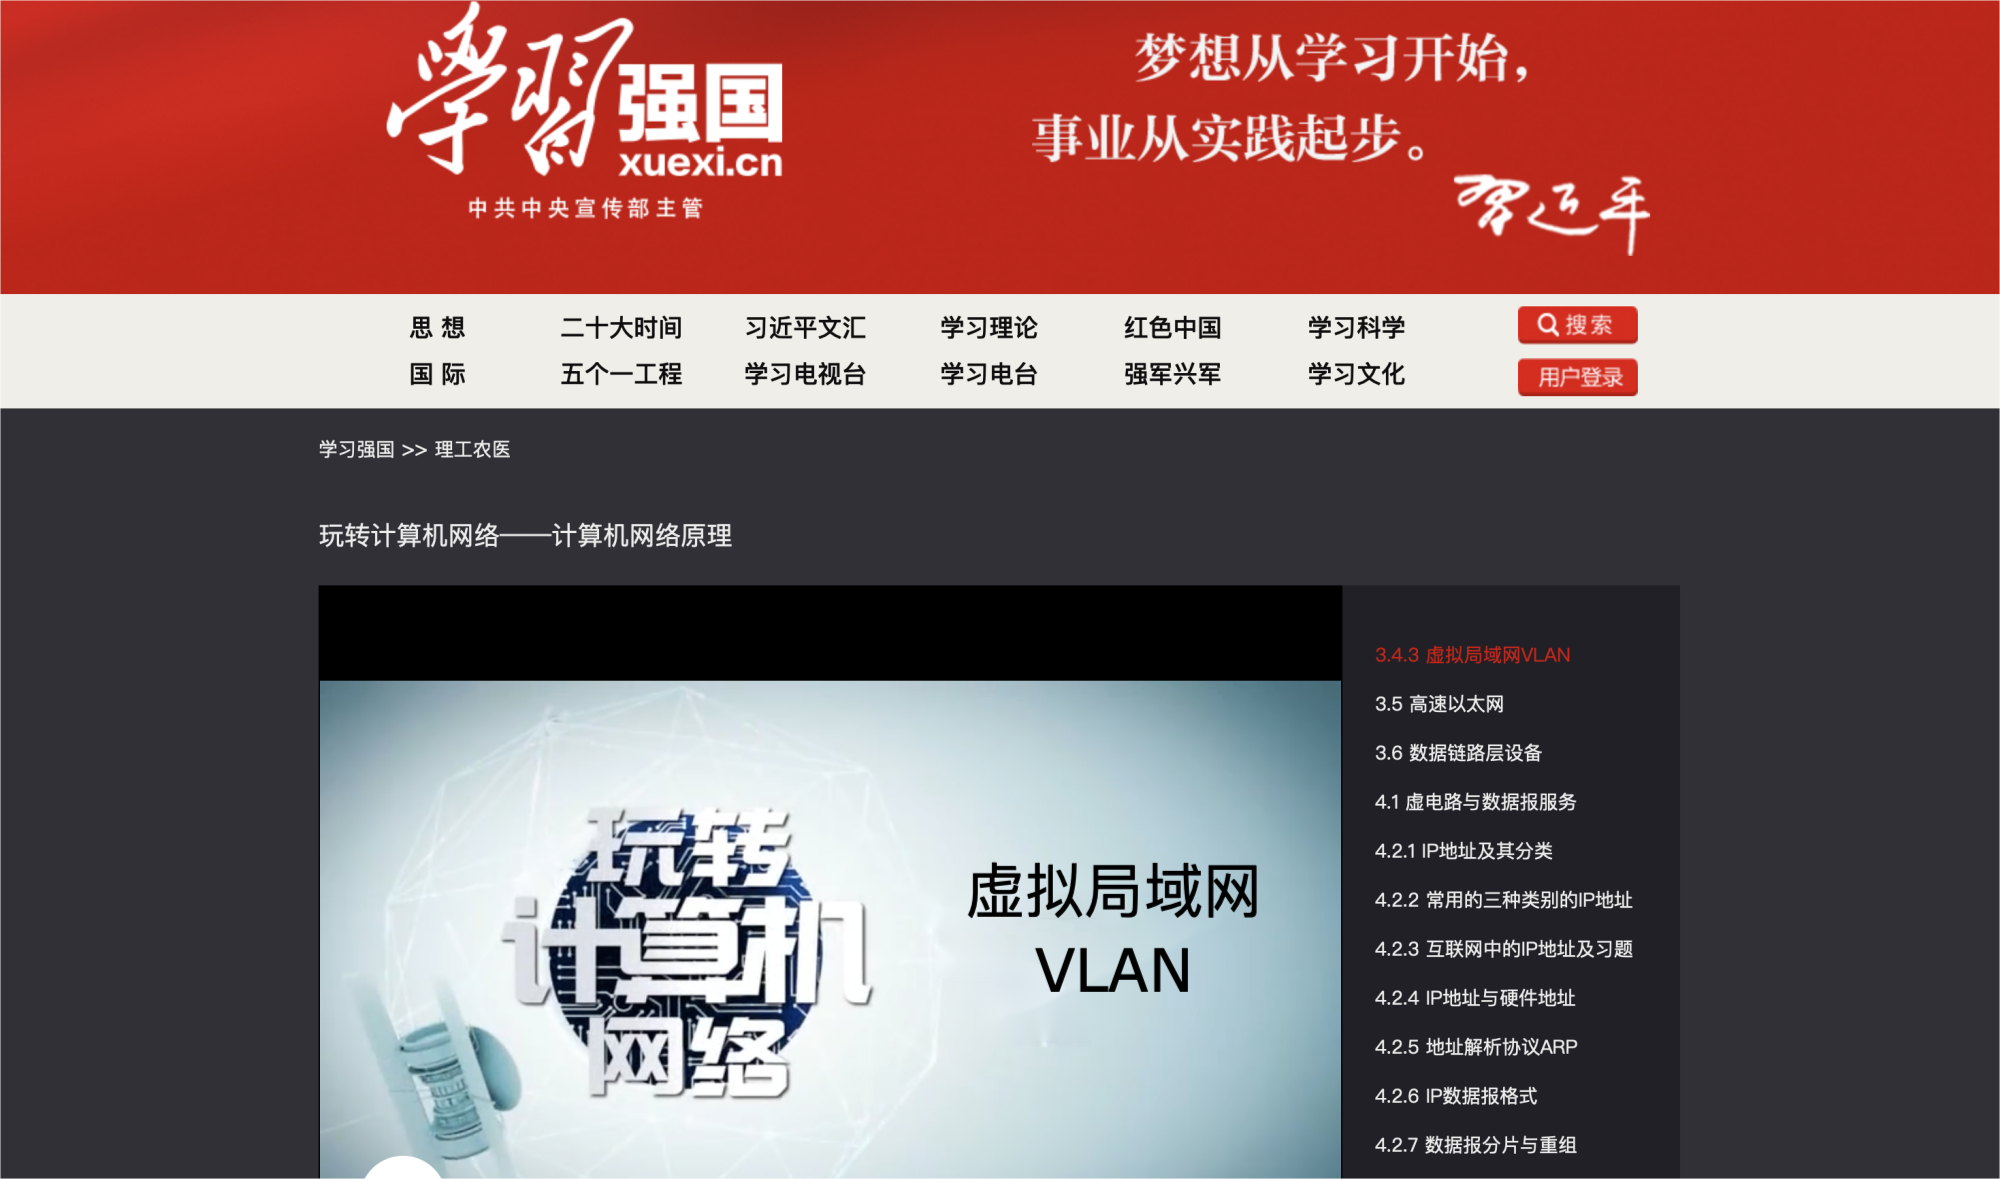 學習强国
xuexi.cn
中共中央宣传部主管
梦想从学习开始，
事业从实践起步。
习近平
思 想 二十大时间 习近平文汇 学习理论 红色中国 学习科学 搜索
国 际 五个一工程 学习电视台 学习电台 强军兴军 学习文化 用户登录
学习强国 >> 理工农医
玩转计算机网络——计算机网络原理
玩转
计算机
网络
虚拟局域网
VLAN
3.4.3 虚拟局域网VLAN
3.5 高速以太网
3.6 数据链路层设备
4.1 虚电路与数据报服务
4.2.1 IP地址及其分类
4.2.2 常用的三种类别的IP地址
4.2.3 互联网中的IP地址及习题
4.2.4 IP地址与硬件地址
4.2.5 地址解析协议ARP
4.2.6 IP数据报格式
4.2.7 数据报分片与重组